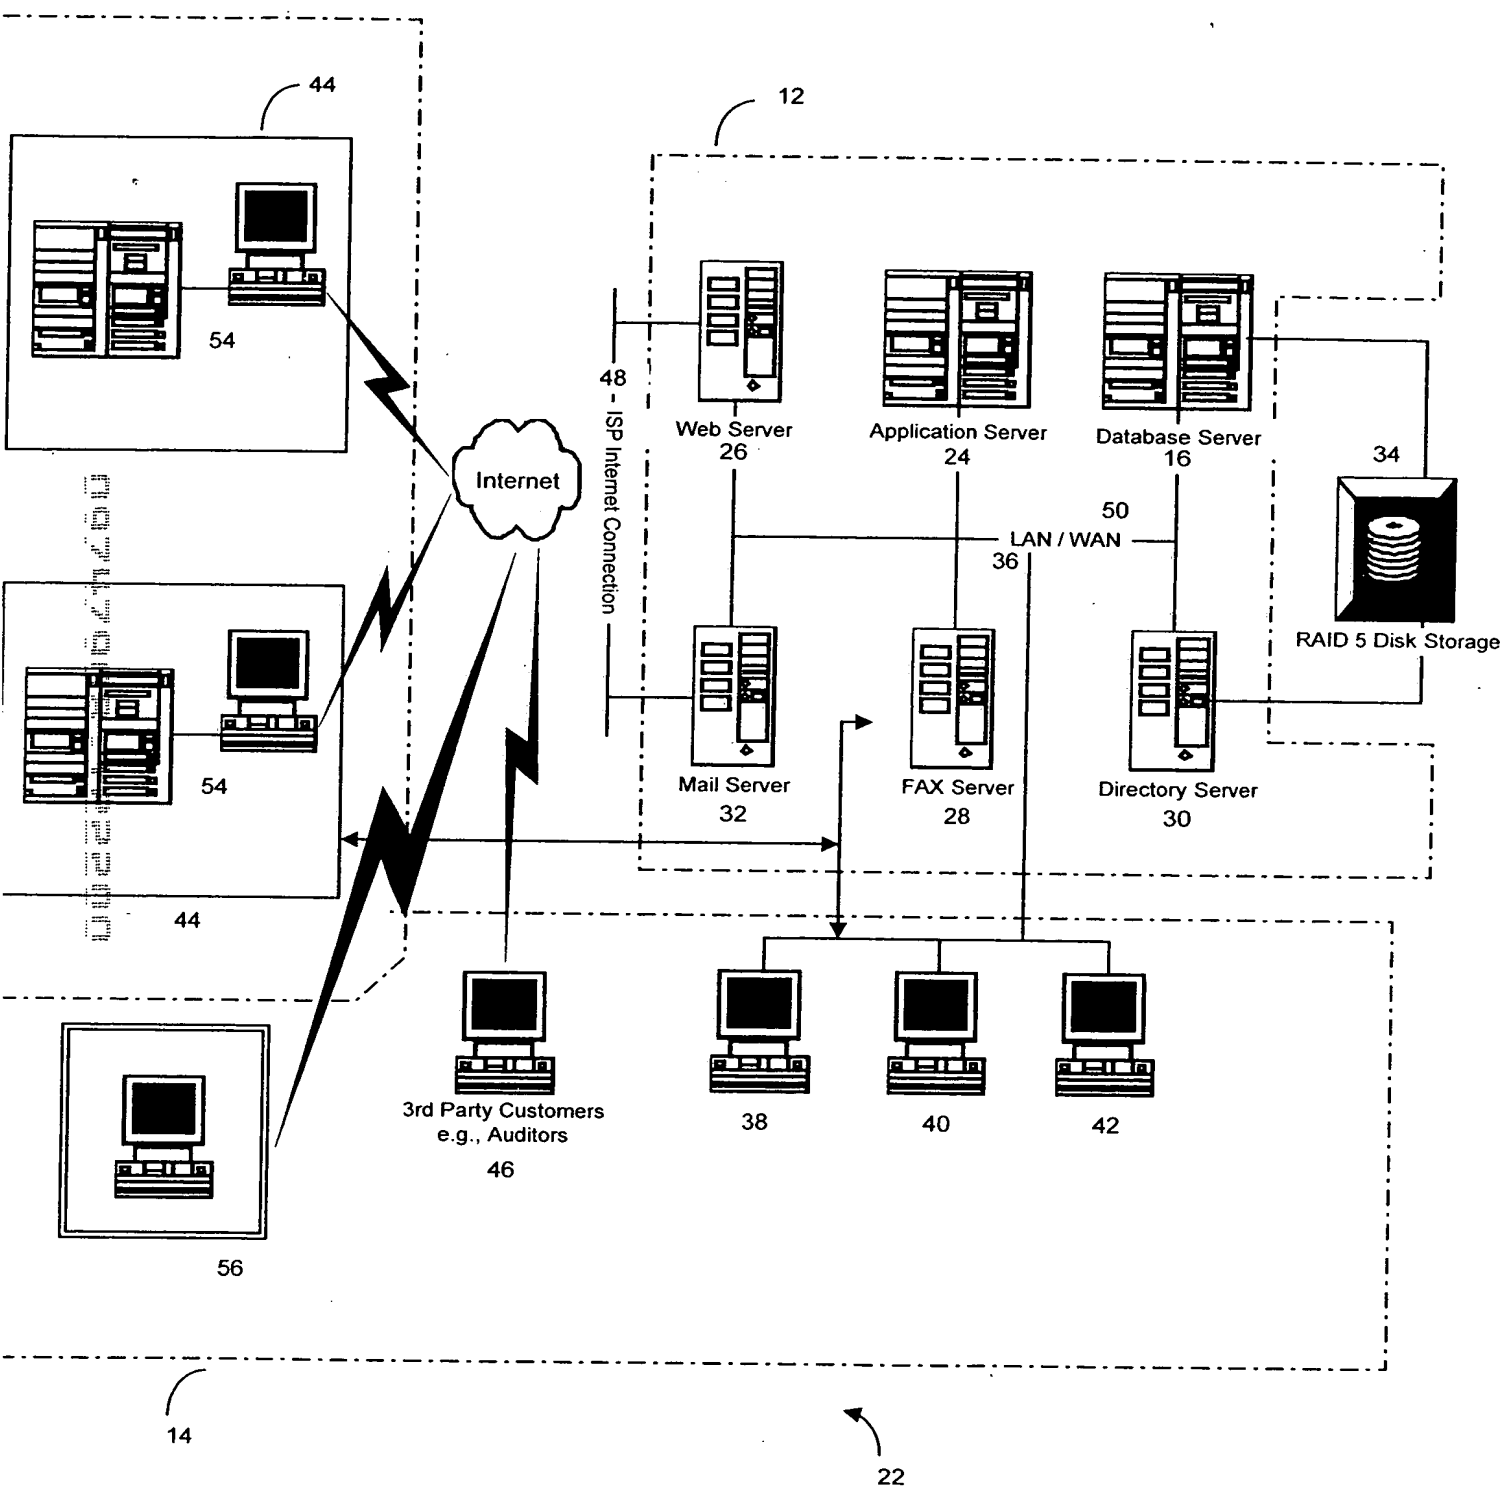 44
12
54
48 - ISP Internet Connection
Web Server
26
Application Server
24
Database Server
16
34
Internet
50
LAN / WAN
36
RAID 5 Disk Storage
54
Mail Server
32
FAX Server
28
Directory Server
30
44
3rd Party Customers
e.g., Auditors
46
38
40
42
56
14
22